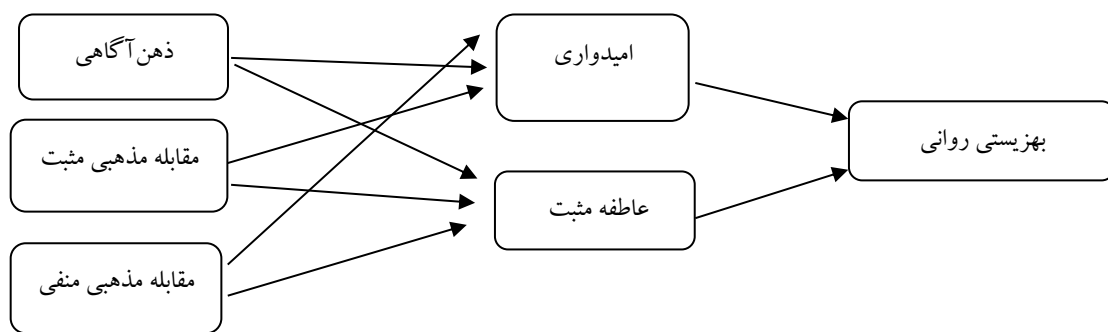 ذهن آگاهی
امیدواری
مقابله مذهبی مثبت
بهزیستی روانی
عاطفه مثبت
مقابله مذهبی منفی